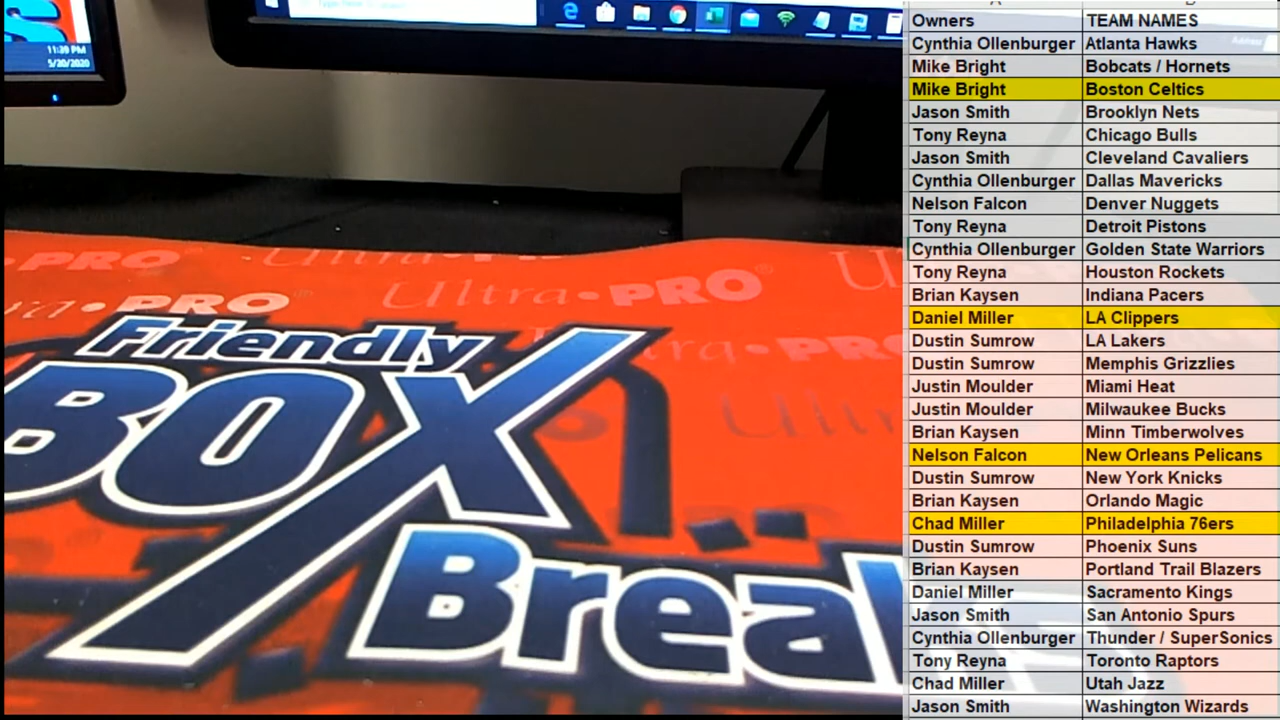 11:39 PM
5/20/2020
Owners TEAM NAMES
Cynthia Ollenburger Atlanta Hawks
Mike Bright Bobcats / Hornets
Mike Bright Boston Celtics
Jason Smith Brooklyn Nets
Tony Reyna Chicago Bulls
Jason Smith Cleveland Cavaliers
Cynthia Ollenburger Dallas Mavericks
Nelson Falcon Denver Nuggets
Tony Reyna Detroit Pistons
Cynthia Ollenburger Golden State Warriors
Tony Reyna Houston Rockets
Brian Kaysen Indiana Pacers
Daniel Miller LA Clippers
Dustin Sumrow LA Lakers
Dustin Sumrow Memphis Grizzlies
Justin Moulder Miami Heat
Justin Moulder Milwaukee Bucks
Brian Kaysen Minn Timberwolves
Nelson Falcon New Orleans Pelicans
Dustin Sumrow New York Knicks
Brian Kaysen Orlando Magic
Chad Miller Philadelphia 76ers
Dustin Sumrow Phoenix Suns
Brian Kaysen Portland Trail Blazers
Daniel Miller Sacramento Kings
Jason Smith San Antonio Spurs
Cynthia Ollenburger Thunder / SuperSonics
Tony Reyna Toronto Raptors
Chad Miller Utah Jazz
Jason Smith Washington Wizards
PRO Ultra PRO
PRO Ultra•PRO®
Friendly
BOX
Brea